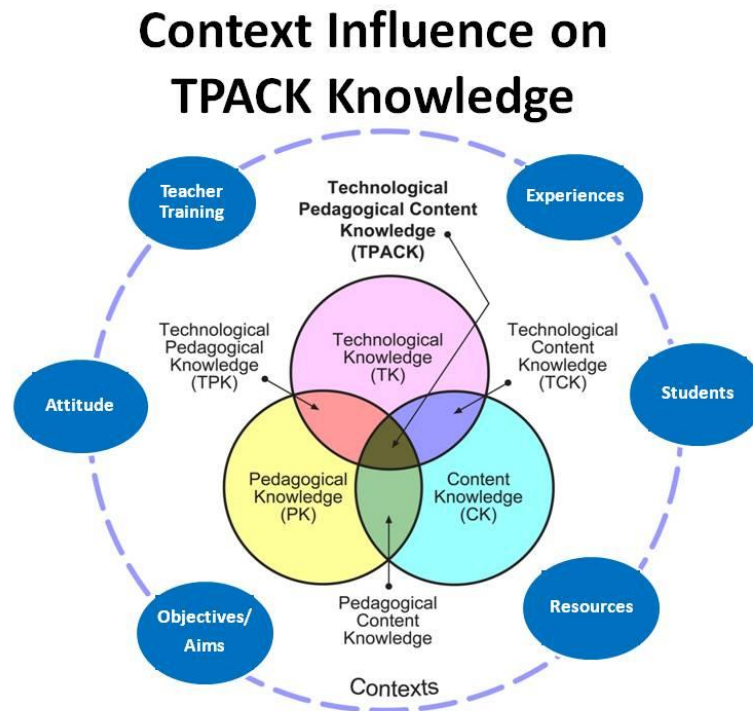 Context Influence on
TPACK Knowledge
Teacher
Training
Experiences
Technological
Pedagogical Content
Knowledge
(TPACK)
Technological
Pedagogical
Knowledge
(TPK)
Technological
Knowledge
(TK)
Technological
Content
Knowledge
(TCK)
Attitude
Students
Pedagogical
Knowledge
(PK)
Content
Knowledge
(CK)
Objectives/
Aims
Pedagogical
Content
Knowledge
Resources
Contexts